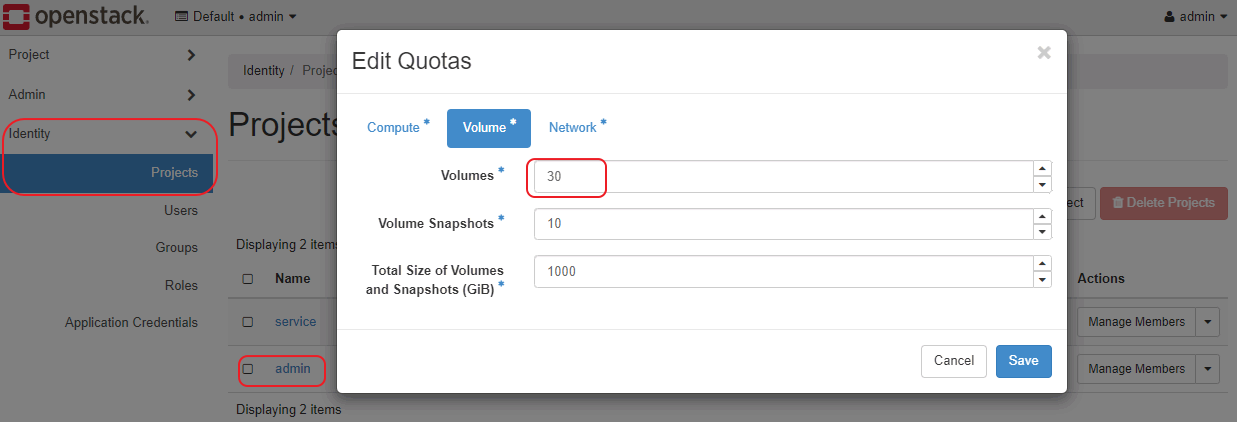 openstack.
Default • admin
admin
Project
Admin
Identity
Projects
Users
Groups
Roles
Application Credentials
Identity / Projec
Projects
Edit Quotas
×
Compute *
Volume *
Network *
Volumes *
30
Volume Snapshots *
10
Total Size of Volumes
and Snapshots (GiB) *
1000
Cancel
Save
ect
Delete Projects
Displaying 2 items
Name
Actions
service
Manage Members
admin
Manage Members
Displaying 2 items